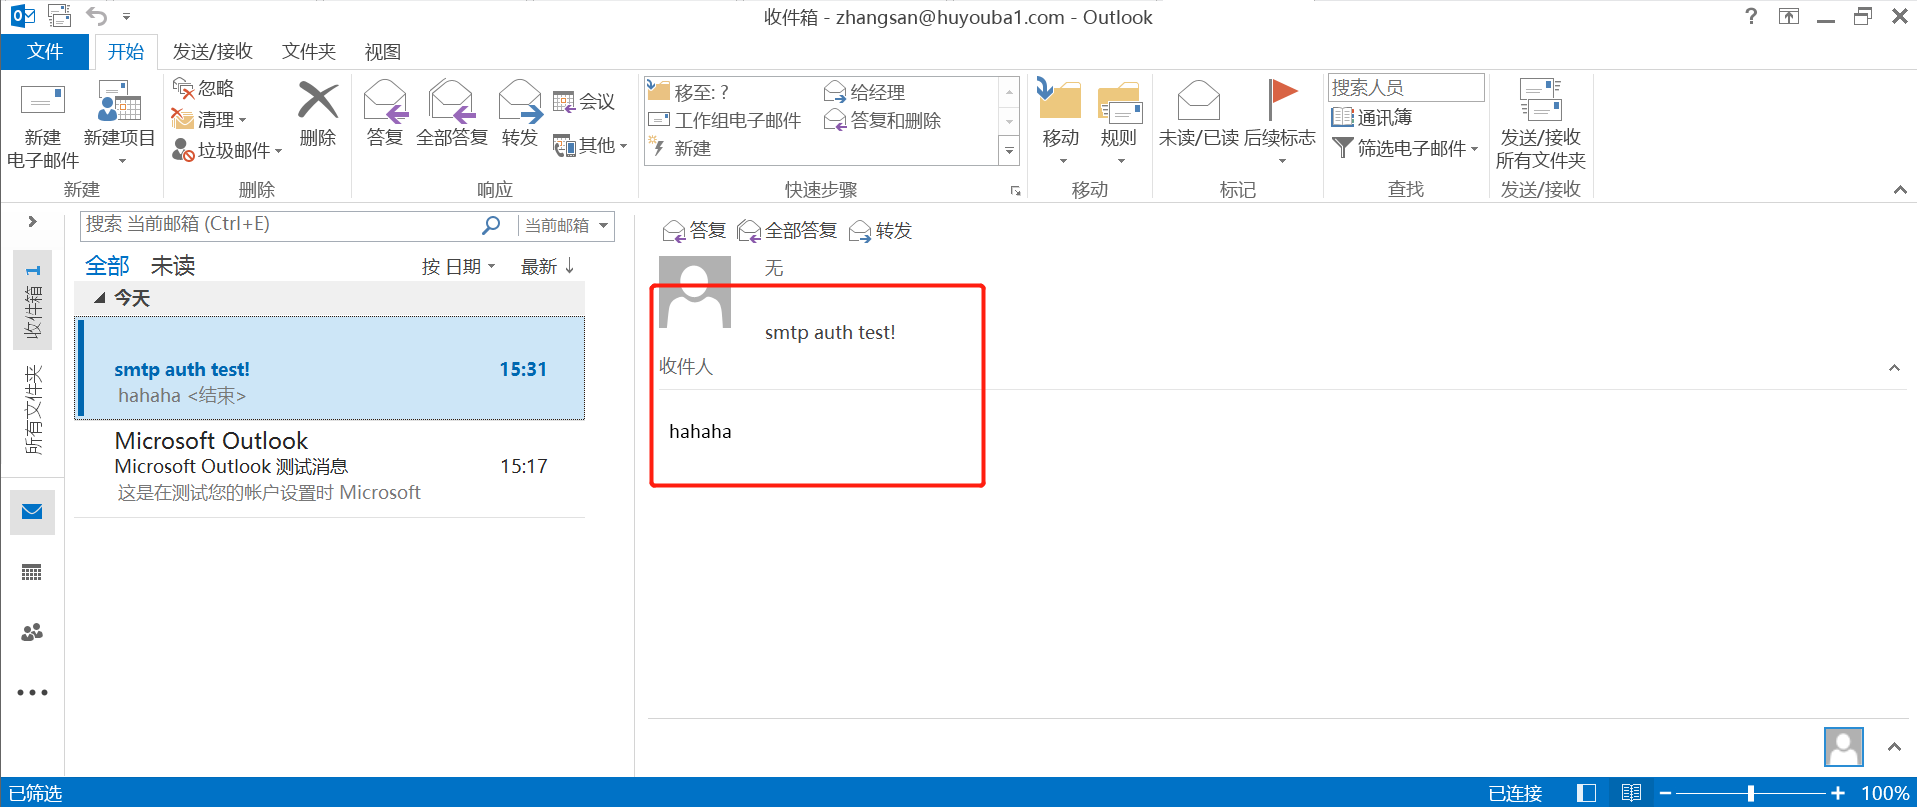 收件箱 - zhangsan@huyouba1.com - Outlook
文件 开始 发送/接收 文件夹 视图
新建
电子邮件
新建项目
新建
忽略
清理
垃圾邮件
删除
删除
答复
全部答复
转发
会议
其他
响应
移至: ?
给经理
工作组电子邮件
答复和删除
新建
快速步骤
移动
规则
移动
未读/已读
后续标志
标记
搜索人员
通讯簿
筛选电子邮件
查找
发送/接收
所有文件夹
发送/接收
收件箱 1
所有文件夹
搜索 当前邮箱 (Ctrl+E)
当前邮箱
全部 未读
按 日期
最新
今天
smtp auth test! 15:31
hahaha <结束>
Microsoft Outlook
Microsoft Outlook 测试消息 15:17
这是在测试您的帐户设置时 Microsoft
答复 全部答复 转发
无
smtp auth test!
收件人
hahaha
已筛选
已连接
100%